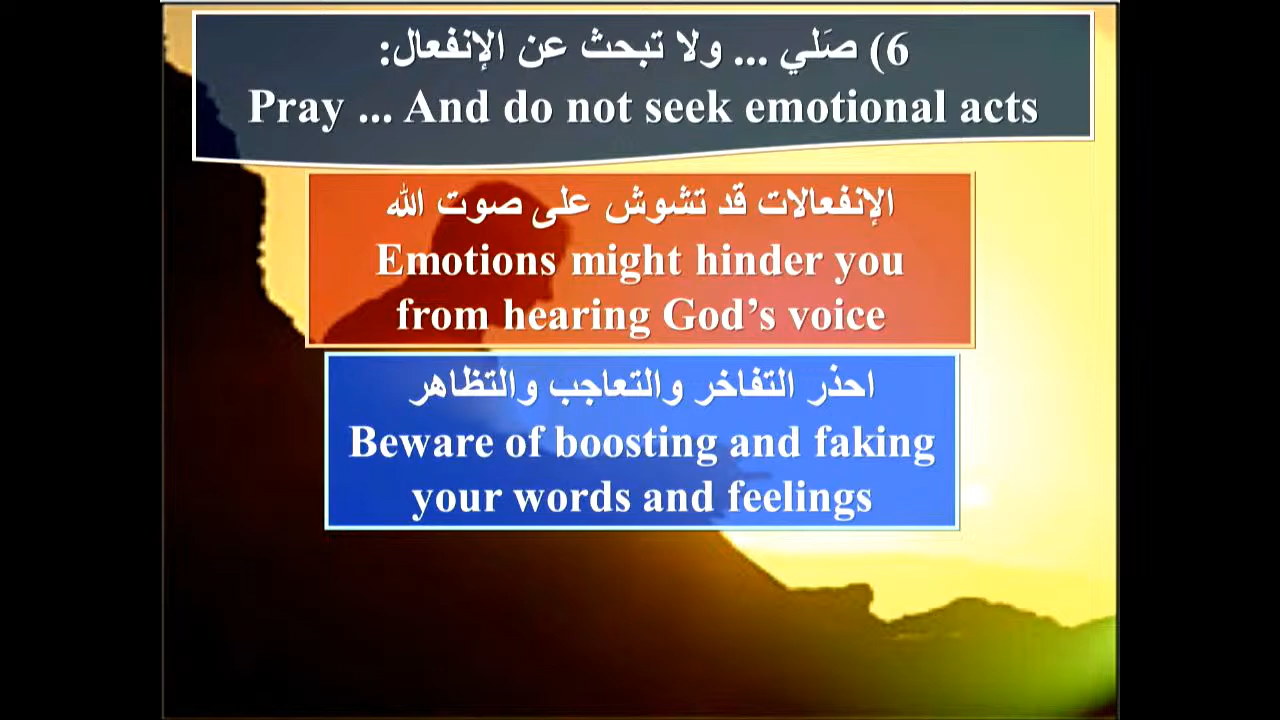 6) صَلي ... ولا تبحث عن الإنفعال:
Pray ... And do not seek emotional acts
الإنفعالات قد تشوش على صوت الله
Emotions might hinder you
from hearing God's voice
احذر التفاخر والتعاجب والتظاهر
Beware of boosting and faking
your words and feelings